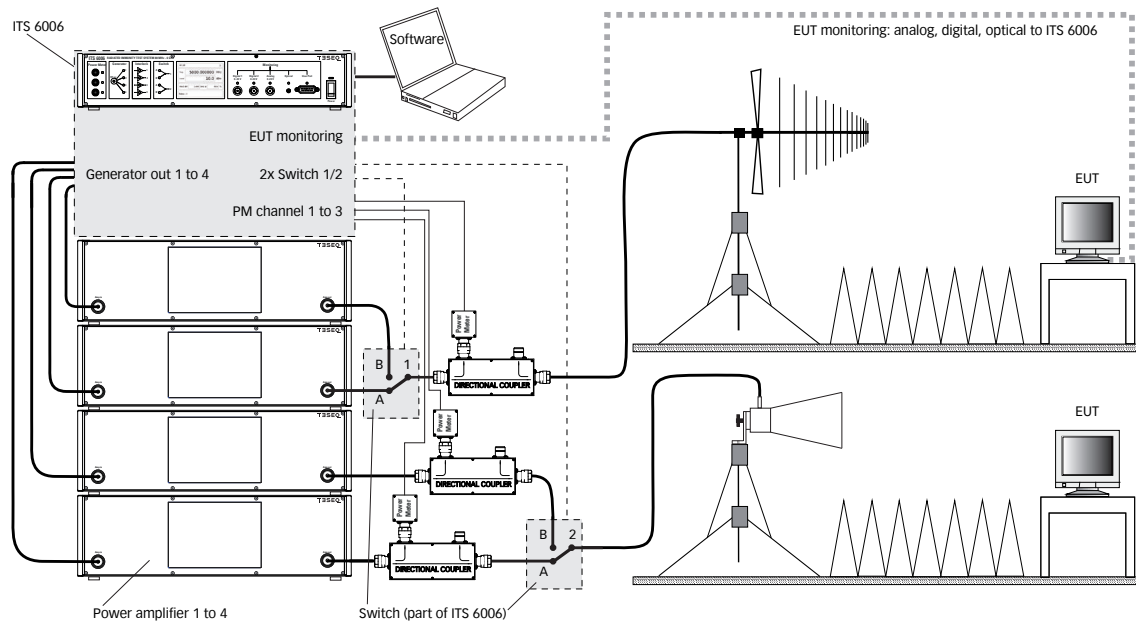 ITS 6006
Software
EUT monitoring: analog, digital, optical to ITS 6006
EUT monitoring
Generator out 1 to 4
2x Switch 1/2
PM channel 1 to 3
EUT
TESEQ
TESEQ
TESEQ
TESEQ
Power Meter
B 1
A
DIRECTIONAL COUPLER
Power Meter
DIRECTIONAL COUPLER
EUT
Power Meter
B 2
A
DIRECTIONAL COUPLER
Power amplifier 1 to 4
Switch (part of ITS 6006)